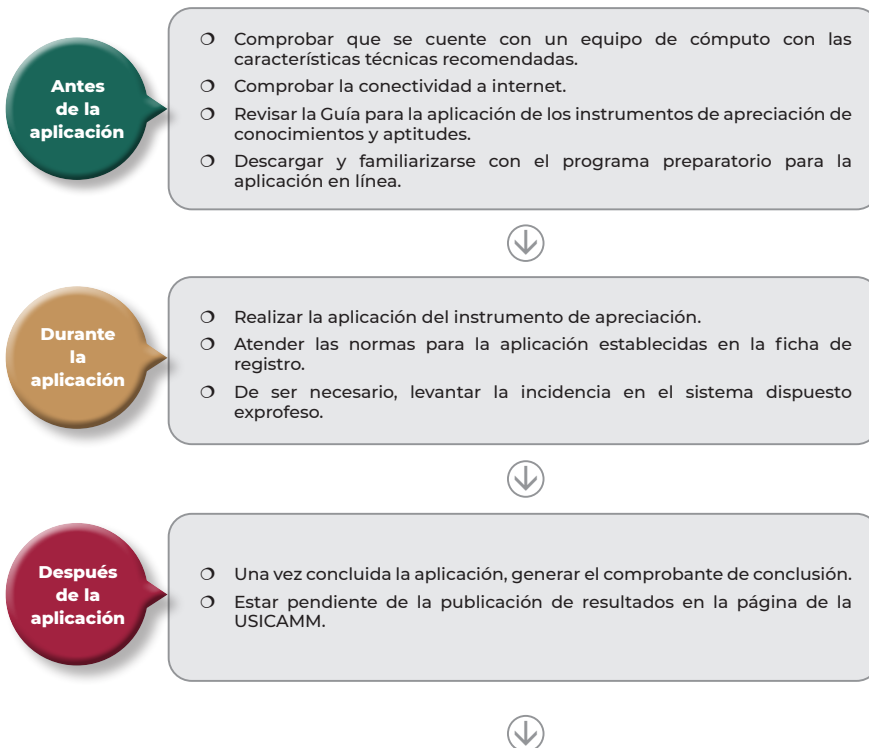 Antes
de la
aplicación
❍ Comprobar que se cuente con un equipo de cómputo con las
características técnicas recomendadas.
❍ Comprobar la conectividad a internet.
❍ Revisar la Guía para la aplicación de los instrumentos de apreciación de
conocimientos y aptitudes.
❍ Descargar y familiarizarse con el programa preparatorio para la
aplicación en línea.
Durante
la
aplicación
❍ Realizar la aplicación del instrumento de apreciación.
❍ Atender las normas para la aplicación establecidas en la ficha de
registro.
❍ De ser necesario, levantar la incidencia en el sistema dispuesto
exprofeso.
Después
de la
aplicación
❍ Una vez concluida la aplicación, generar el comprobante de conclusión.
❍ Estar pendiente de la publicación de resultados en la página de la
USICAMM.